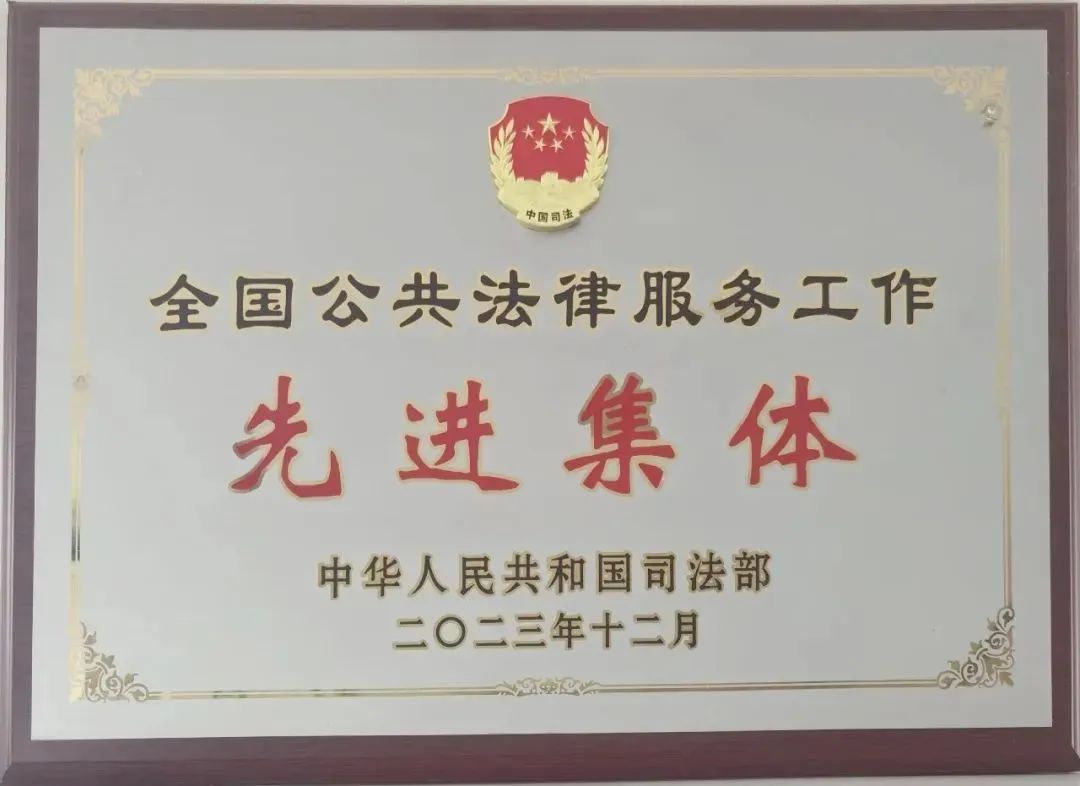 中国司法
全国公共法律服务工作
先进集体
中华人民共和国司法部
二〇二三年十二月